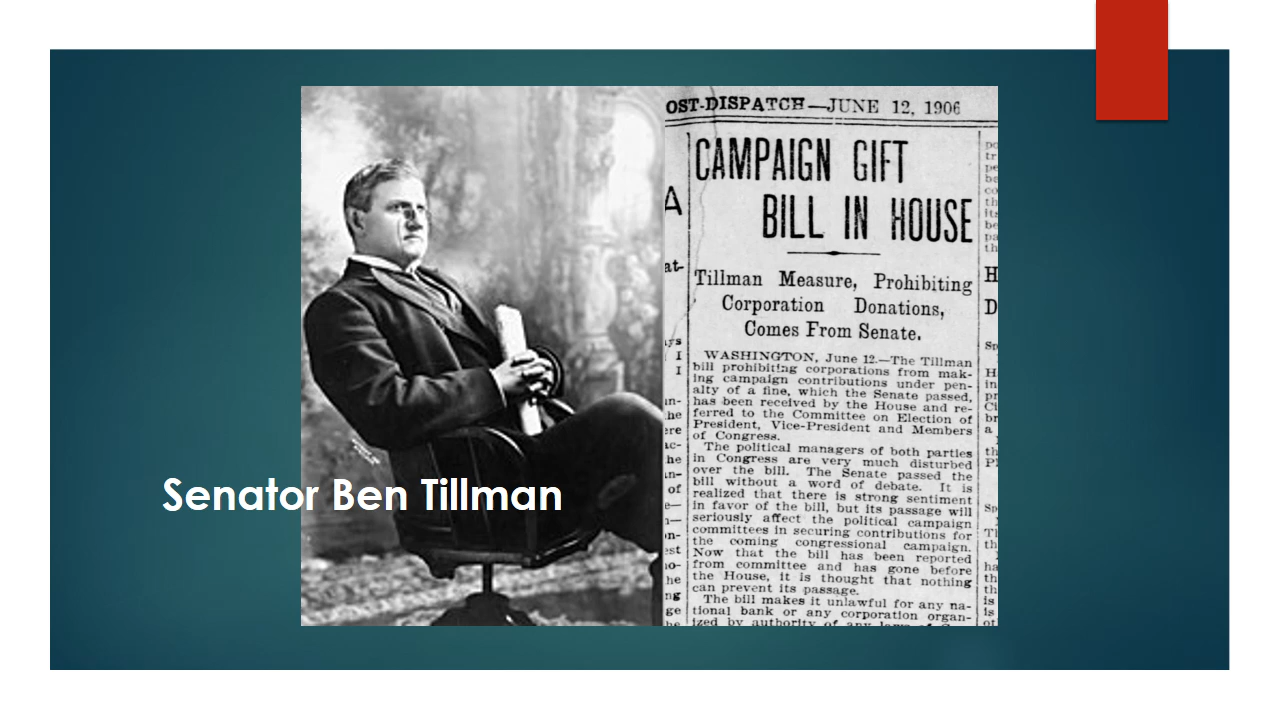 Senator Ben Tillman
OST-DISPATCH—JUNE 12, 1906
CAMPAIGN GIFT
BILL IN HOUSE
Tillman Measure, Prohibiting
Corporation Donations,
Comes From Senate.
WASHINGTON, June 12.—The Tillman
bill prohibiting corporations from mak-
ing campaign contributions under pen-
alty of a fine, which the Senate passed,
has been received by the House and re-
ferred to the Committee on Election of
President, Vice-President and Members
of Congress.
The political managers of both parties
in Congress are very much disturbed
over the bill. The Senate passed the
bill without a word of debate. It is
realized that there is strong sentiment
in favor of the bill, but its passage will
seriously affect the political campaign
committees in securing contributions for
the coming congressional campaign.
Now that the bill has been reported
from committee and has gone before
the House, it is thought that nothing
can prevent its passage.
The bill makes it unlawful for any na-
tional bank or any corporation organ-
ized by authority of any laws of